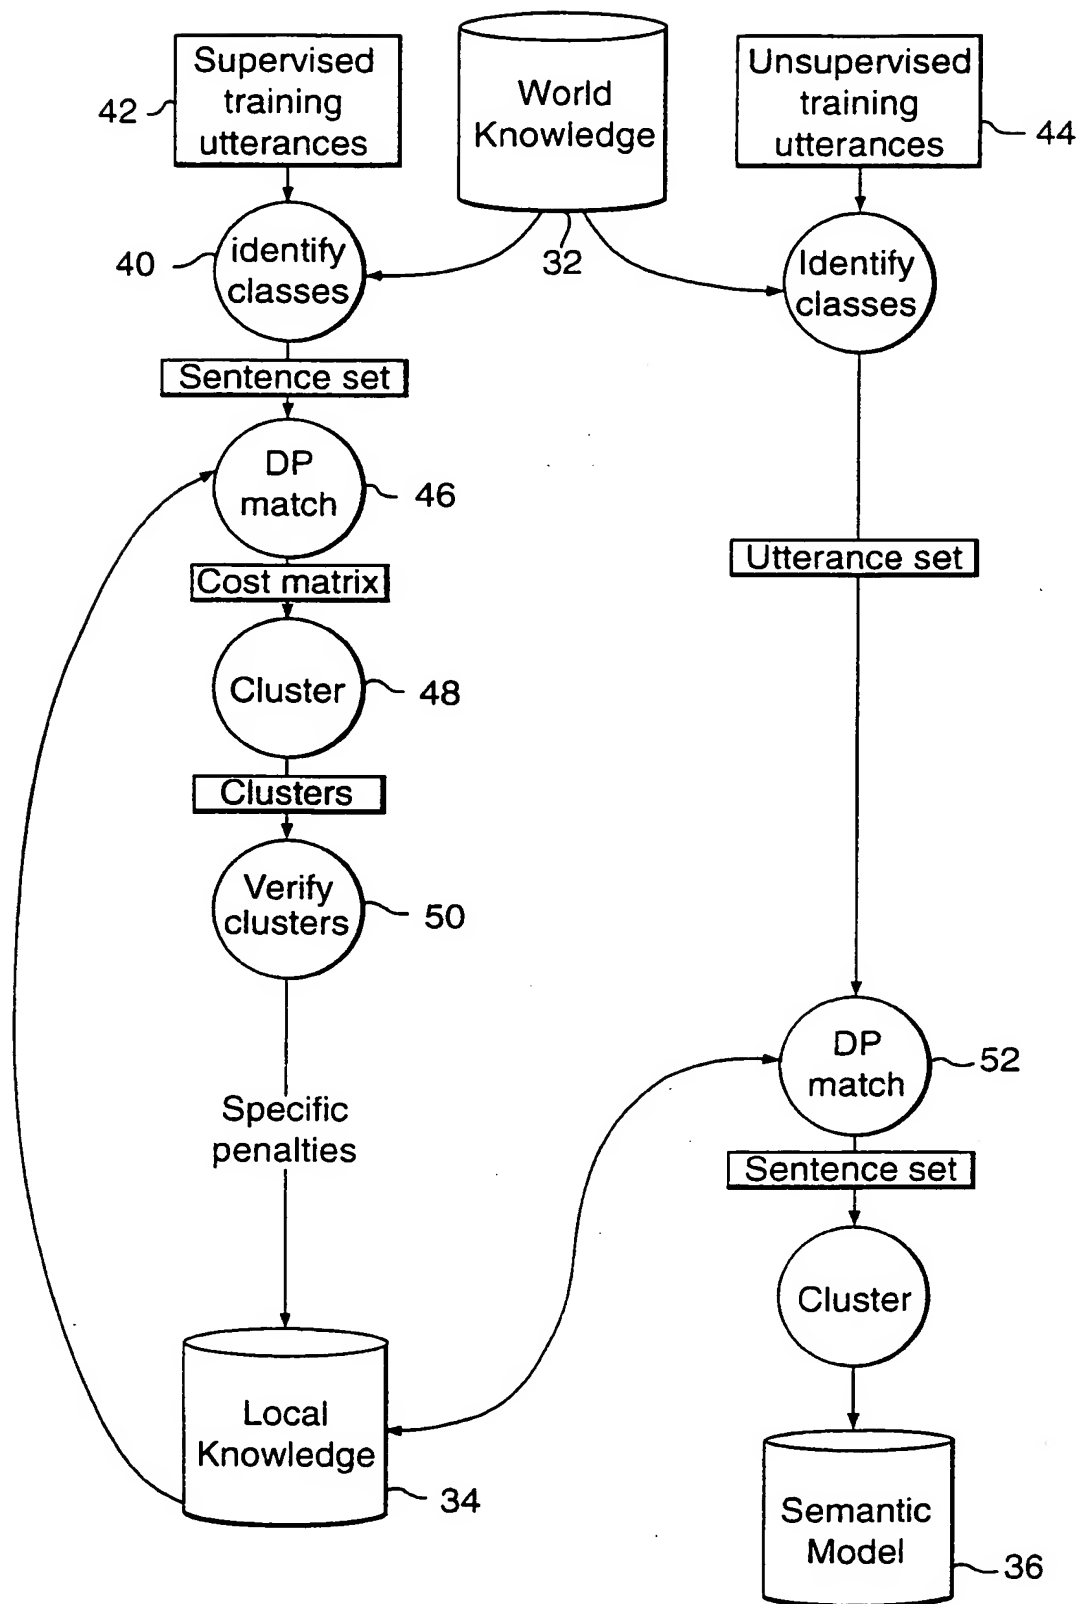 Supervised
training
utterances
42
World
Knowledge
32
Unsupervised
training
utterances
44
identify
classes
40
Identify
classes
Sentence set
DP
match
46
Cost matrix
Utterance set
Cluster
48
Clusters
Verify
clusters
50
DP
match
52
Specific
penalties
Sentence set
Cluster
Local
Knowledge
34
Semantic
Model
36